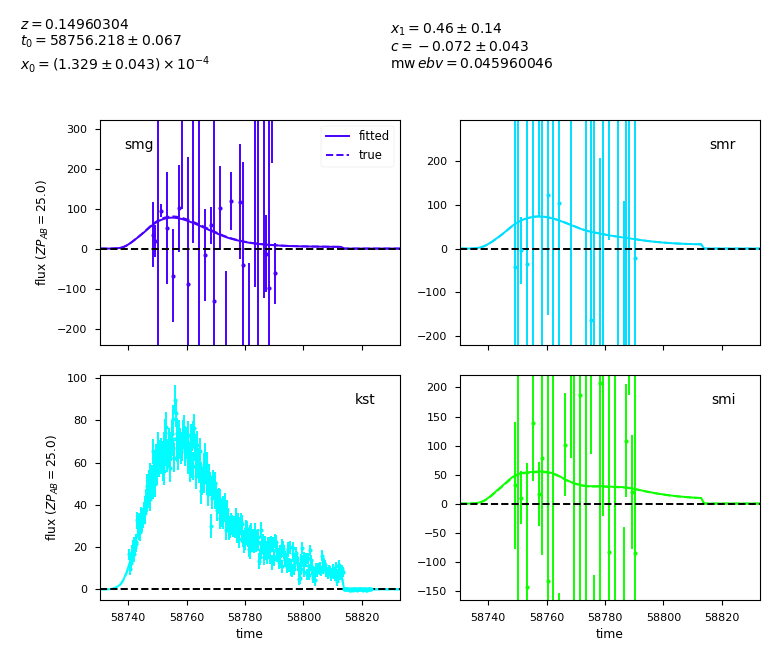 z = 0.14960304
t₀ = 58756.218 ± 0.067
x₀ = (1.329 ± 0.043) × 10⁻⁴
x₁ = 0.46 ± 0.14
c = −0.072 ± 0.043
mw ebv = 0.045960046
smg
fitted
true
300
200
100
0
−100
−200
flux (ZP_AB = 25.0)
smr
200
100
0
−100
−200
kst
100
80
60
40
20
0
flux (ZP_AB = 25.0)
58740 58760 58780 58800 58820
time
smi
200
150
100
50
0
−50
−100
−150
58740 58760 58780 58800 58820
time